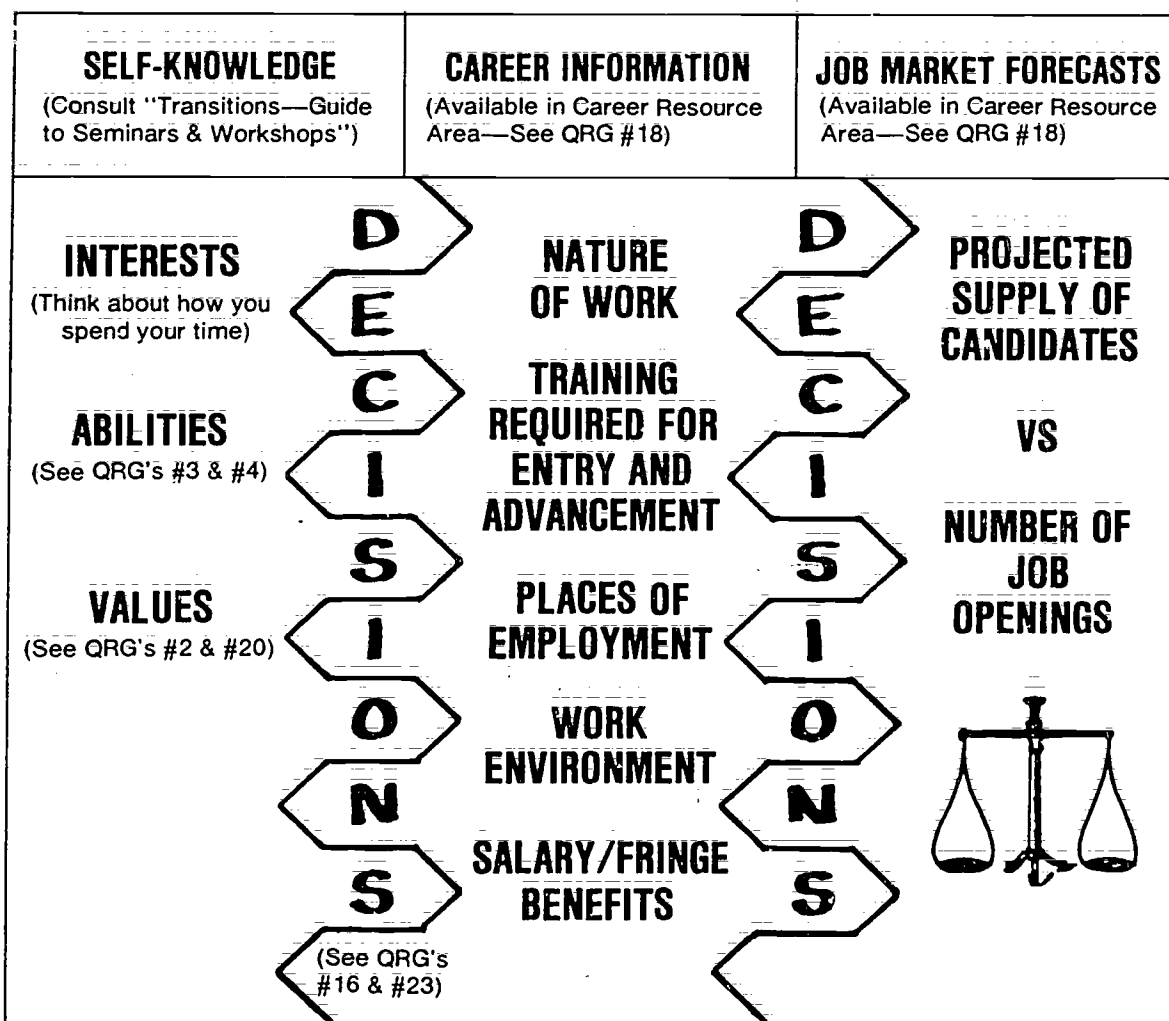 SELF-KNOWLEDGE
(Consult "Transitions—Guide
to Seminars & Workshops")
CAREER INFORMATION
(Available in Career Resource
Area—See QRG #18)
JOB MARKET FORECASTS
(Available in Career Resource
Area—See QRG #18)
INTERESTS
(Think about how you
spend your time)
ABILITIES
(See QRG's #3 & #4)
VALUES
(See QRG's #2 & #20)
D
E
C
I
S
I
O
N
S
(See QRG's
#16 & #23)
NATURE
OF WORK
TRAINING
REQUIRED FOR
ENTRY AND
ADVANCEMENT
PLACES OF
EMPLOYMENT
WORK
ENVIRONMENT
SALARY/FRINGE
BENEFITS
D
E
C
I
S
I
O
N
S
PROJECTED
SUPPLY OF
CANDIDATES
VS
NUMBER OF
JOB
OPENINGS